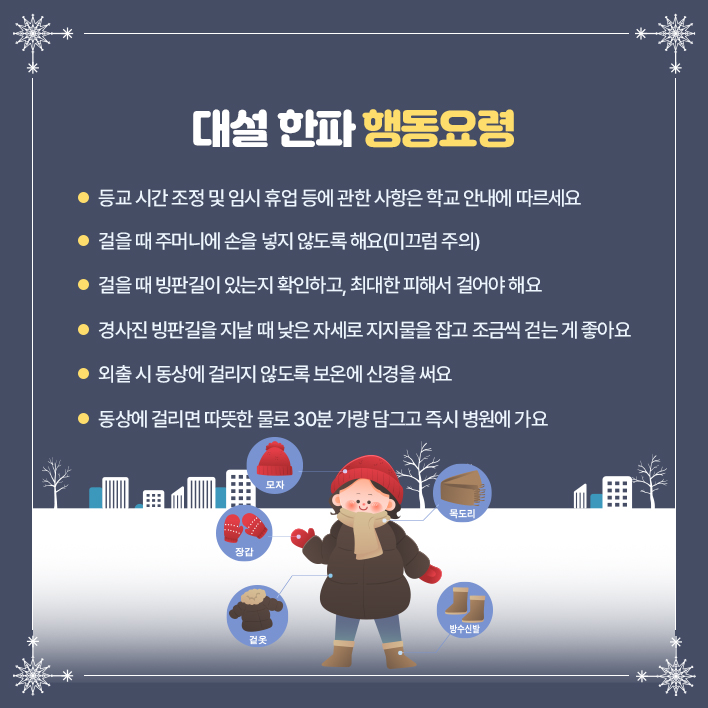 대설 한파 행동요령
등교 시간 조정 및 임시 휴업 등에 관한 사항은 학교 안내에 따르세요
걸을 때 주머니에 손을 넣지 않도록 해요(미끄럼 주의)
걸을 때 빙판길이 있는지 확인하고, 최대한 피해서 걸어야 해요
경사진 빙판길을 지날 때 낮은 자세로 지지물을 잡고 조금씩 걷는 게 좋아요
외출 시 동상에 걸리지 않도록 보온에 신경을 써요
동상에 걸리면 따뜻한 물로 30분 가량 담그고 즉시 병원에 가요
모자
목도리
장갑
겉옷
방수신발